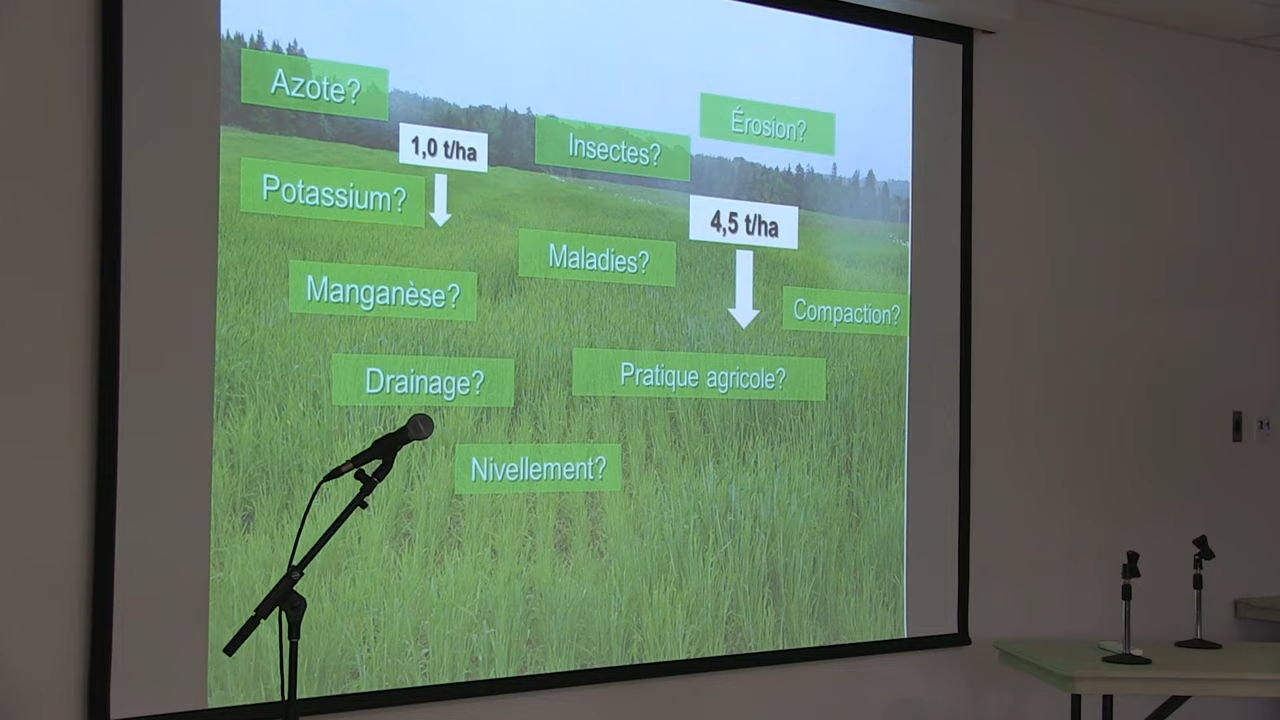 Azote?
1,0 t/ha
Insectes?
Érosion?
Potassium?
4,5 t/ha
Maladies?
Manganèse?
Compaction?
Drainage?
Pratique agricole?
Nivellement?